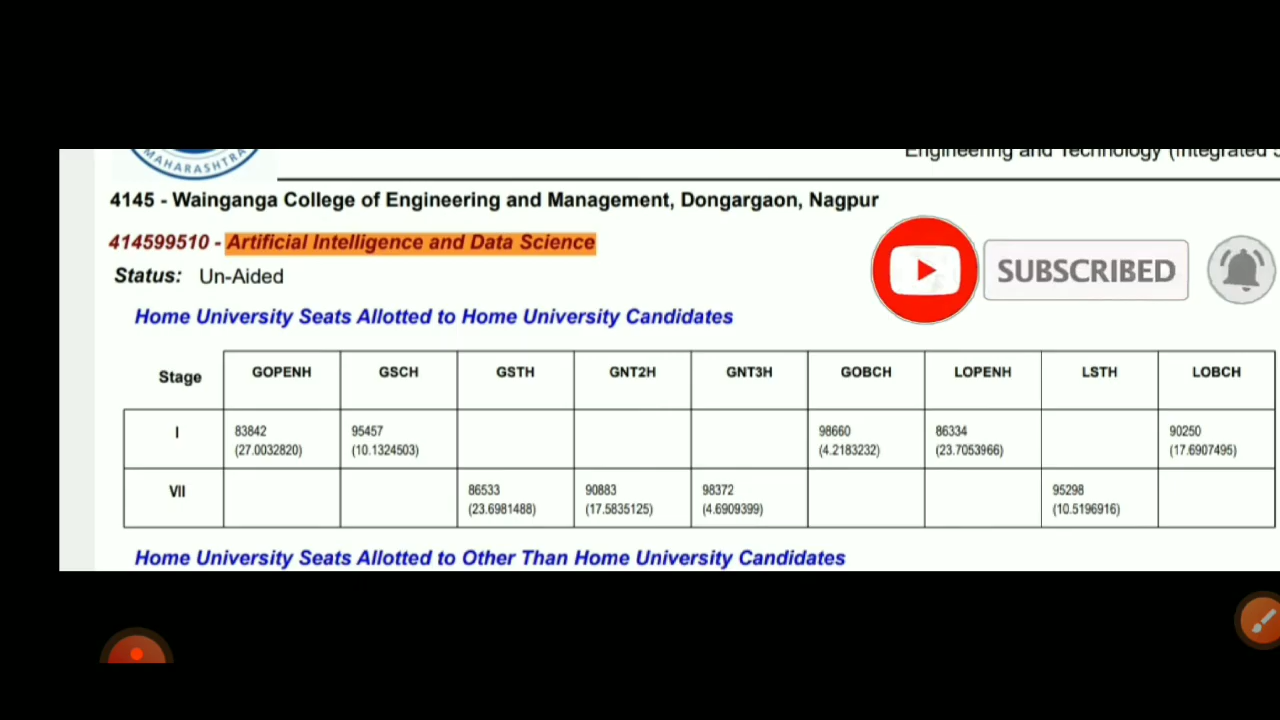 MAHARASHTRA
Engineering and Technology (Integrated
4145 - Wainganga College of Engineering and Management, Dongargaon, Nagpur
414599510 - Artificial Intelligence and Data Science
Status: Un-Aided
SUBSCRIBED
Home University Seats Allotted to Home University Candidates
Stage GOPENH GSCH GSTH GNT2H GNT3H GOBCH LOPENH LSTH LOBCH
I 83842 95457 98660 86334 90250
(27.0032820) (10.1324503) (4.2183232) (23.7053966) (17.6907495)
VII 86533 90883 98372 95298
(23.6981488) (17.5835125) (4.6909399) (10.5196916)
Home University Seats Allotted to Other Than Home University Candidates